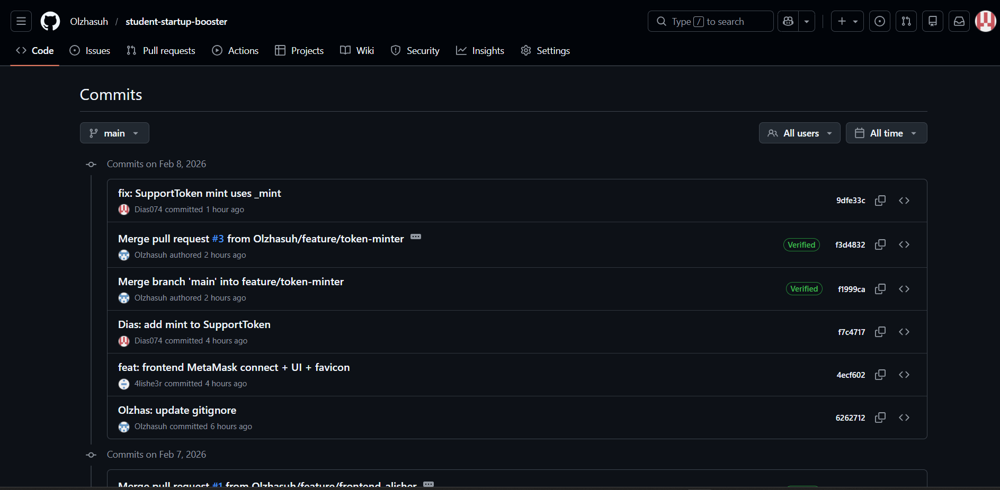 Olzhasuh / student-startup-booster
Type / to search
Code Issues Pull requests Actions Projects Wiki Security Insights Settings
Commits
main
All users All time
Commits on Feb 8, 2026
fix: SupportToken mint uses _mint
Dias074 committed 1 hour ago
9dfe33c
Merge pull request #3 from Olzhasuh/feature/token-minter
Olzhasuh authored 2 hours ago
Verified f3d4832
Merge branch 'main' into feature/token-minter
Olzhasuh authored 2 hours ago
Verified f1999ca
Dias: add mint to SupportToken
Dias074 committed 4 hours ago
f7c4717
feat: frontend MetaMask connect + UI + favicon
4lishe3r committed 4 hours ago
4ecf602
Olzhas: update gitignore
Olzhasuh committed 6 hours ago
6262712
Commits on Feb 7, 2026
Merge pull request #1 from Olzhasuh/feature/frontend-alisher